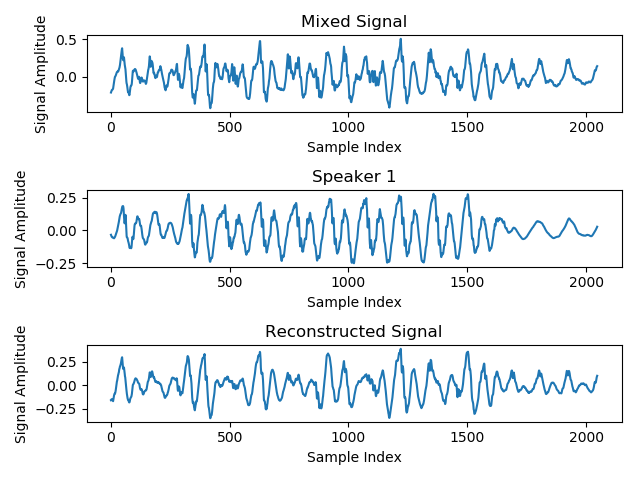 Mixed Signal
Signal Amplitude
0.5
0.0
0
500
1000
1500
2000
Sample Index
Speaker 1
Signal Amplitude
0.25
0.00
−0.25
0
500
1000
1500
2000
Sample Index
Reconstructed Signal
Signal Amplitude
0.25
0.00
−0.25
0
500
1000
1500
2000
Sample Index